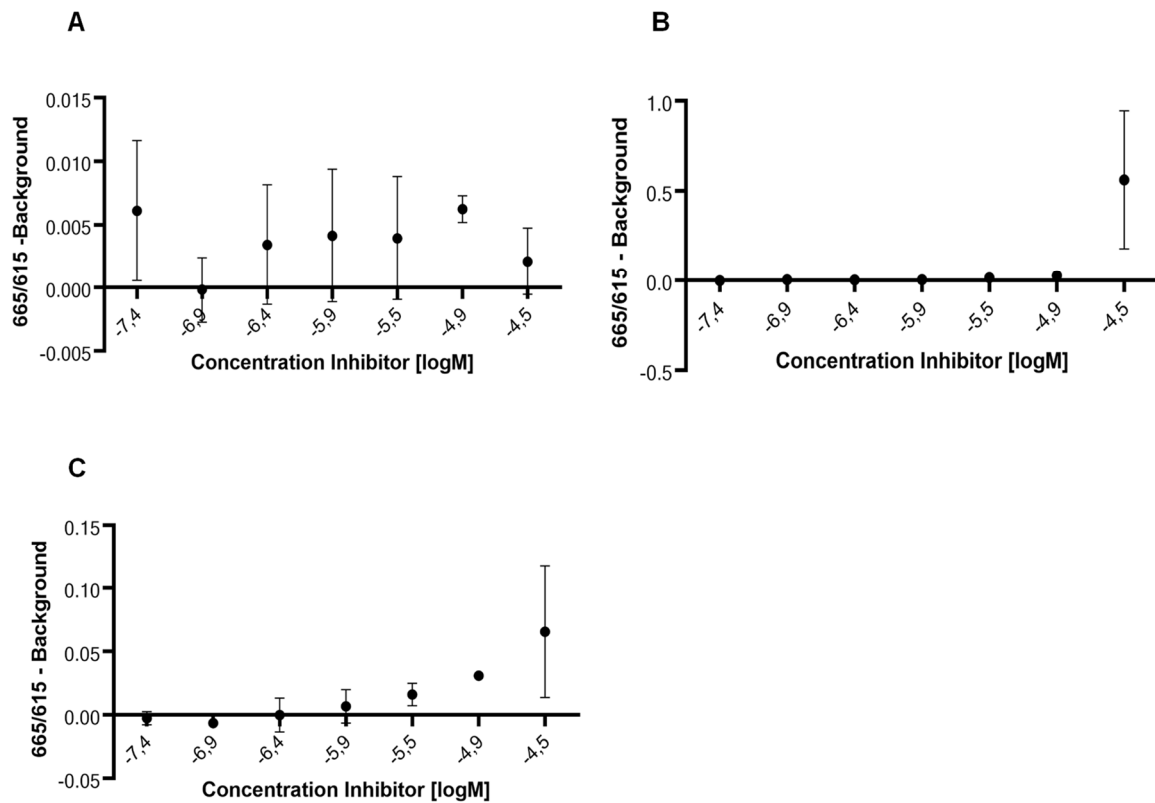 A
665/615 -Background
0.015
0.010
0.005
0.000
-0.005
-7,4 -6,9 -6,4 -5,9 -5,5 -4,9 -4,5
Concentration Inhibitor [logM]
B
665/615 - Background
1.0
0.5
0.0
-0.5
-7,4 -6,9 -6,4 -5,9 -5,5 -4,9 -4,5
Concentration Inhibitor [logM]
C
665/615 - Background
0.15
0.10
0.05
0.00
-0.05
-7,4 -6,9 -6,4 -5,9 -5,5 -4,9 -4,5
Concentration Inhibitor [logM]